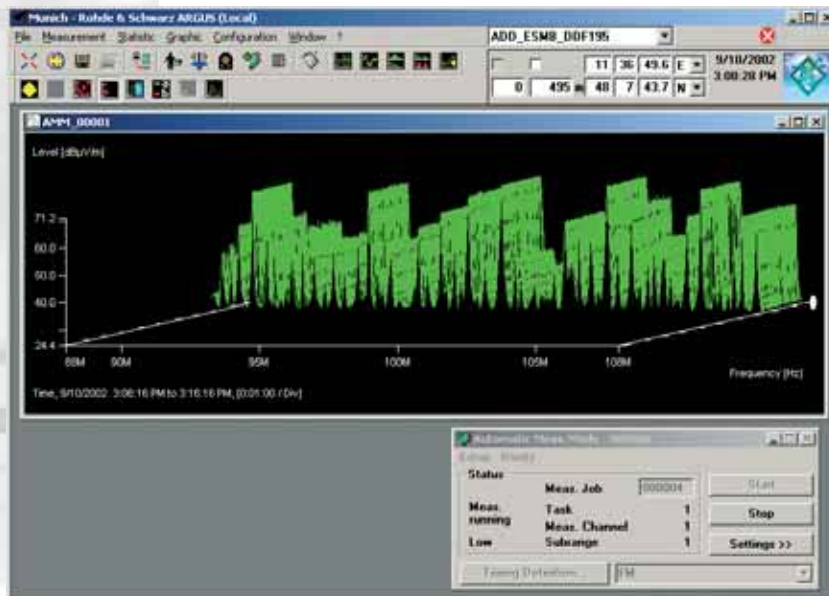 Munich - Rohde & Schwarz ARGUS (Local)
File Measurement Statistic Graphic Configuration Window ?
ADD_ESMB_DDF195
11 36 49.6 E
0 495 m 48 7 43.7 N
9/10/2002
3:08:28 PM
AMM_00001
Level [dBµV/m]
71.2
60.0
50.0
40.0
24.4
88M 90M 95M 100M 105M 108M
Frequency [Hz]
Time, 9/10/2002 3:06:16 PM to 3:16:16 PM, [0:01:00 / Div]
Automatic Meas. Mode
Status
Meas. Job 000004
Start
Meas. running
Task 1
Stop
Meas. Channel 1
Low Subrange 1
Settings >>
Timing Definition...
FM